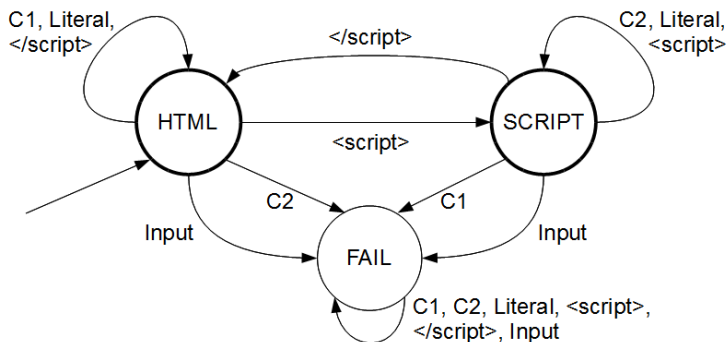 C1, Literal,
</script>
</script>
C2, Literal,
<script>
HTML
SCRIPT
<script>
C2
C1
Input
Input
FAIL
C1, C2, Literal, <script>,
</script>, Input